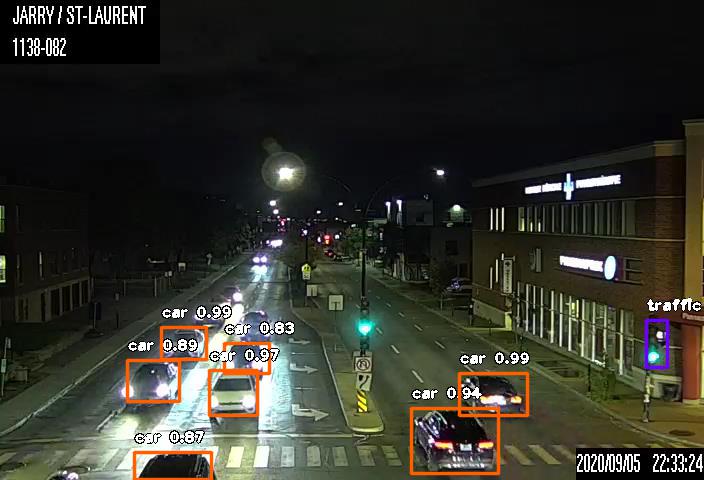 JARRY / ST-LAURENT
1138-082
traffic
car 0.99
car 0.83
car 0.89
car 0.97
car 0.99
car 0.94
car 0.87
2020/09/05 22:33:24